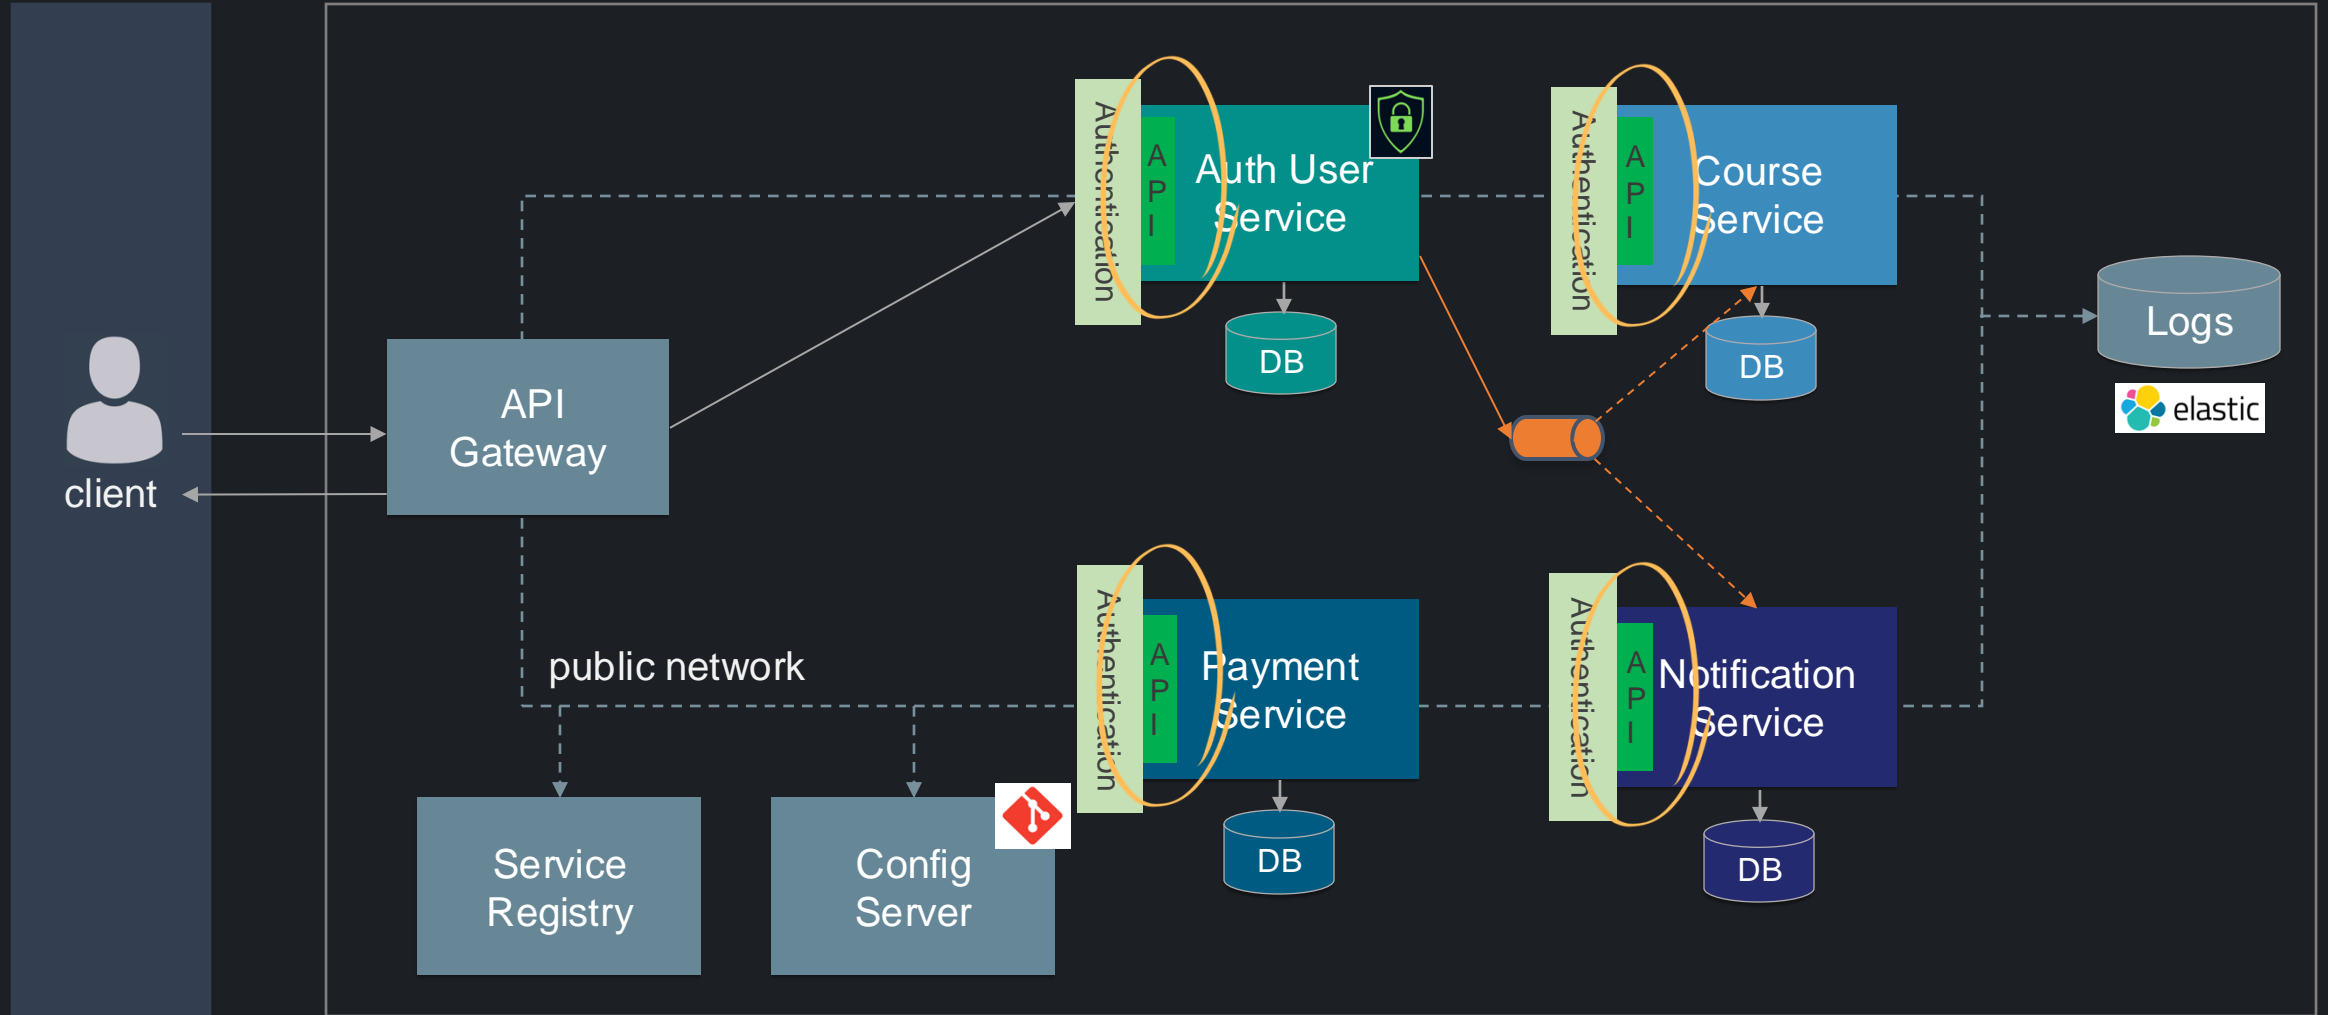 client
API
Gateway
public network
Service
Registry
Config
Server
Authentication
A
P
I
Auth User
Service
DB
Authentication
A
P
I
Course
Service
DB
Authentication
A
P
I
Payment
Service
DB
Authentication
A
P
I
Notification
Service
DB
Logs
elastic